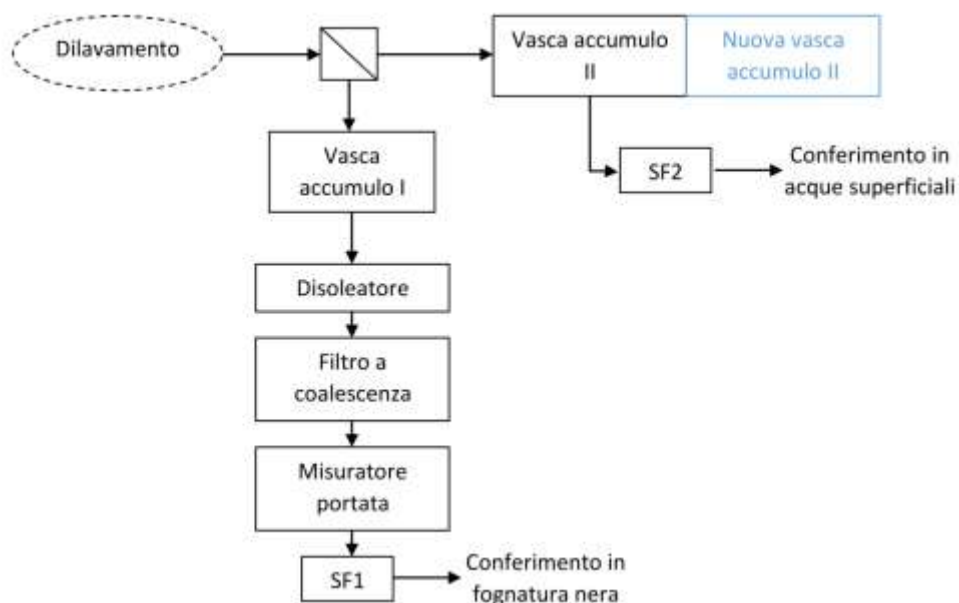 Dilavamento
Vasca accumulo
II
Nuova vasca
accumulo II
Vasca
accumulo I
SF2
Conferimento in
acque superficiali
Disoleatore
Filtro a
coalescenza
Misuratore
portata
SF1
Conferimento in
fognatura nera